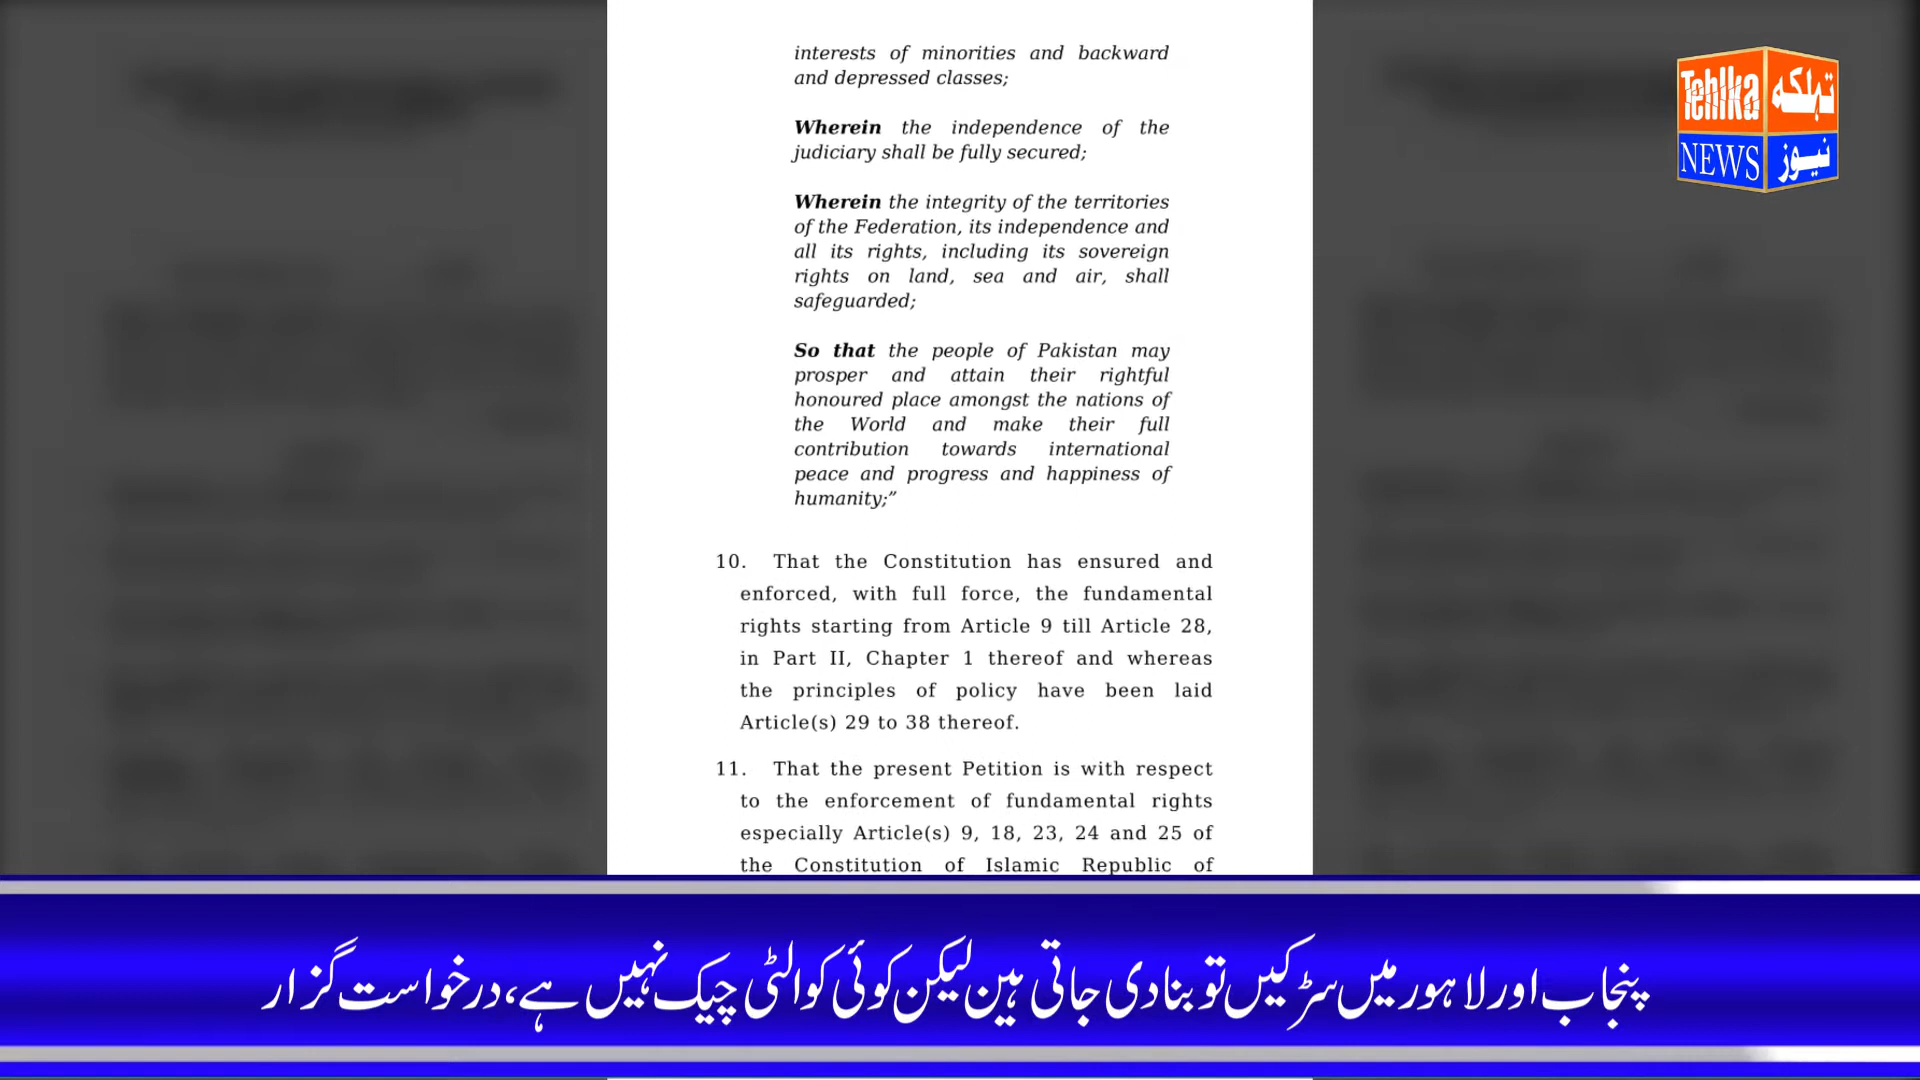 interests of minorities and backward
and depressed classes;
Wherein the independence of the
judiciary shall be fully secured;
Wherein the integrity of the territories
of the Federation, its independence and
all its rights, including its sovereign
rights on land, sea and air, shall
safeguarded;
So that the people of Pakistan may
prosper and attain their rightful
honoured place amongst the nations of
the World and make their full
contribution towards international
peace and progress and happiness of
humanity;”
10. That the Constitution has ensured and
enforced, with full force, the fundamental
rights starting from Article 9 till Article 28,
in Part II, Chapter 1 thereof and whereas
the principles of policy have been laid
Article(s) 29 to 38 thereof.
11. That the present Petition is with respect
to the enforcement of fundamental rights
especially Article(s) 9, 18, 23, 24 and 25 of
the Constitution of Islamic Republic of
Tehlka تہلکہ
NEWS نیوز
پنجاب اور لاہور میں سڑکیں تو بنا دی جاتی ہین لیکن کوئی کوالٹی چیک نہیں ہے، درخواست گزار